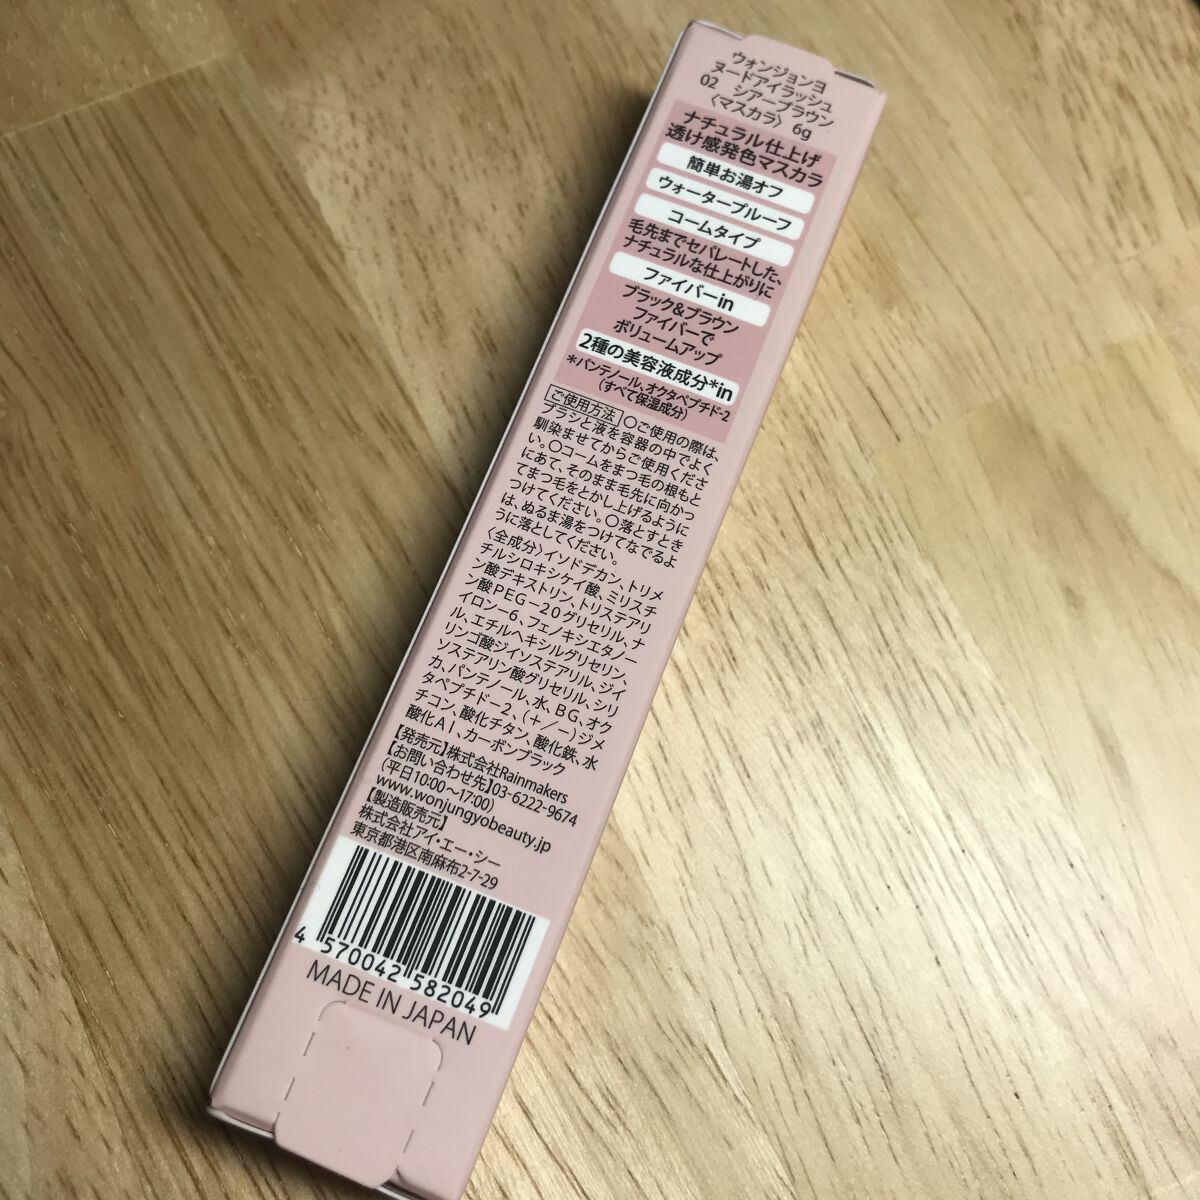 ウォンジョンヨ
ヌードアイラッシュ
02 シアーブラウン
〈マスカラ〉 6g
ナチュラル仕上げ
透け感発色マスカラ
簡単お湯オフ
ウォータープルーフ
コームタイプ
毛先までセパレートした、
ナチュラルな仕上がりに
ファイバーin
ブラック&ブラウン
ファイバーで
ボリュームアップ
2種の美容液成分*in
*パンテノール、オクタペプチド-2
(すべて保湿成分)
ご使用方法 〇ご使用の際は、
ブラシと液を容器の中でよく
馴染ませてからご使用くださ
い。〇コームをまつ毛の根もと
にあて、そのまま毛先に向かっ
てまつ毛をとかし上げるように
つけてください。〇落とすとき
は、ぬるま湯をつけてなでるよ
うに落としてください。
〈全成分〉イソドデカン、トリメ
チルシロキシケイ酸、ミリスチ
ン酸デキストリン、トリステアリ
ン酸PEG-20グリセリル、ナ
イロン-6、フェノキシエタノー
ル、エチルヘキシルグリセリン、
リンゴ酸ジイソステアリル、ジイ
ソステアリン酸グリセリル、シリ
カ、パンテノール、水、BG、オク
タペプチド-2、(+/-)ジメ
チコン、酸化チタン、酸化鉄、水
酸化Al、カーボンブラック
【発売元】株式会社Rainmakers
【お問い合わせ先】03-6222-9674
(平日10:00〜17:00)
www.wonjungyobeauty.jp
【製造販売元】
株式会社アイ・エー・シー
東京都港区南麻布2-7-29
4 570042 582049
MADE IN JAPAN